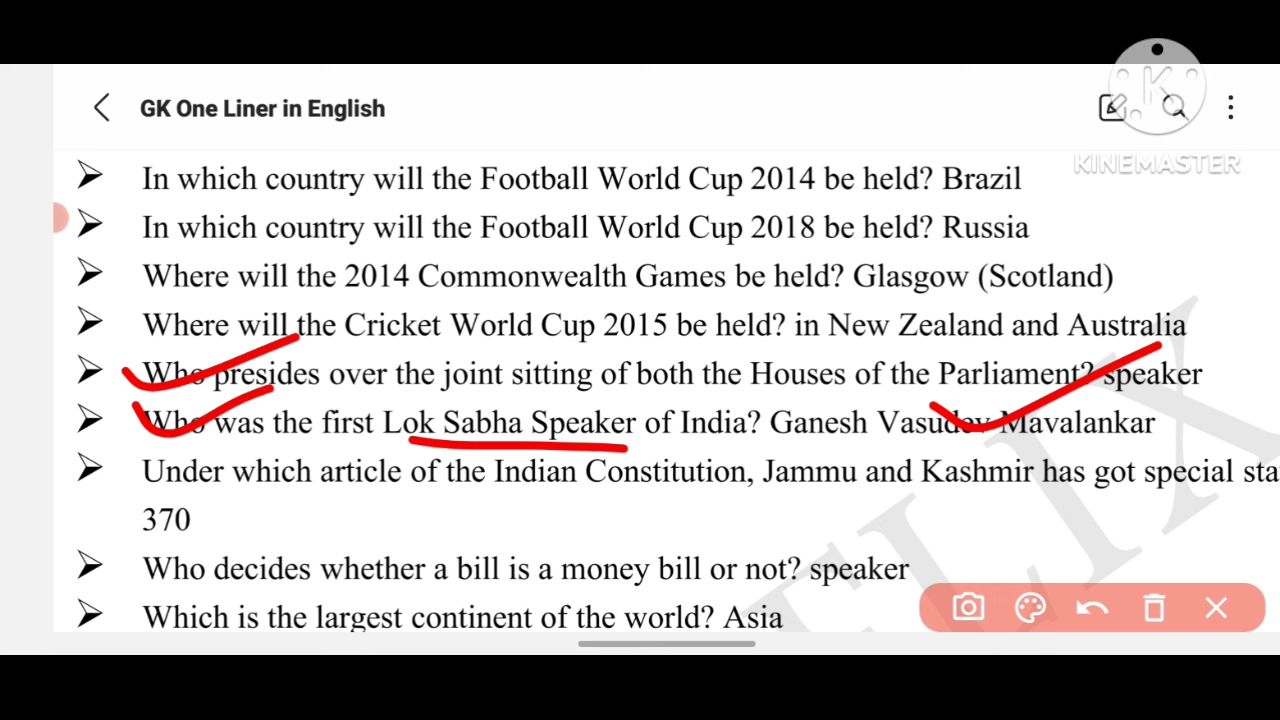 GK One Liner in English
KINEMASTER
In which country will the Football World Cup 2014 be held? Brazil
In which country will the Football World Cup 2018 be held? Russia
Where will the 2014 Commonwealth Games be held? Glasgow (Scotland)
Where will the Cricket World Cup 2015 be held? in New Zealand and Australia
Who presides over the joint sitting of both the Houses of the Parliament? speaker
Who was the first Lok Sabha Speaker of India? Ganesh Vasudev Mavalankar
Under which article of the Indian Constitution, Jammu and Kashmir has got special sta
370
Who decides whether a bill is a money bill or not? speaker
Which is the largest continent of the world? Asia